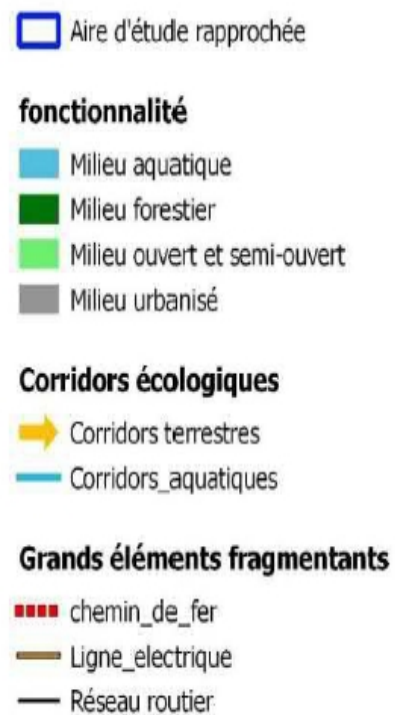 Aire d'étude rapprochée
fonctionnalité
Milieu aquatique
Milieu forestier
Milieu ouvert et semi-ouvert
Milieu urbanisé
Corridors écologiques
Corridors terrestres
Corridors_aquatiques
Grands éléments fragmentants
chemin_de_fer
Ligne_electrique
Réseau routier